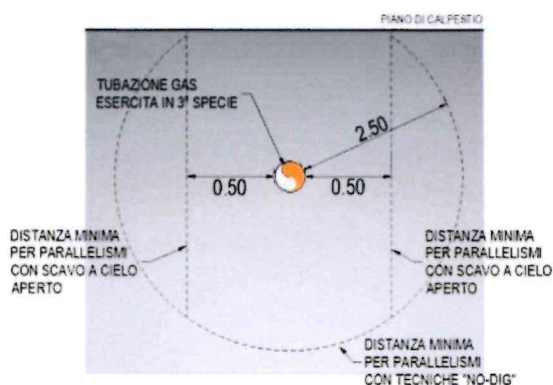 PIANO DI CALPESTIO
TUBAZIONE GAS
ESERCITA IN 3ª SPECIE
2.50
0.50
0.50
DISTANZA MINIMA
PER PARALLELISMI
CON SCAVO A CIELO
APERTO
DISTANZA MINIMA
PER PARALLELISMI
CON SCAVO A CIELO
APERTO
DISTANZA MINIMA
PER PARALLELISMI
CON TECNICHE "NO-DIG"